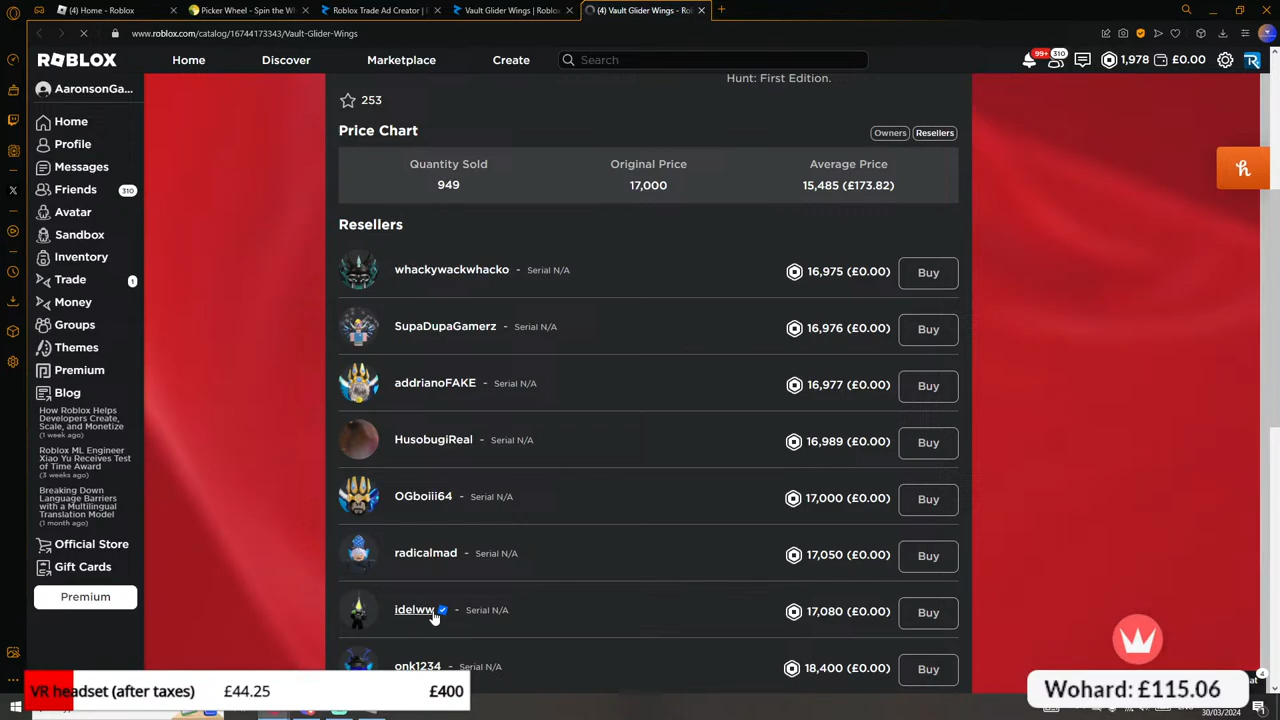 (4) Home - Roblox
Picker Wheel - Spin the Wh
Roblox Trade Ad Creator | R
Vault Glider Wings | Roblox
(4) Vault Glider Wings - Rob
www.roblox.com/catalog/16744173343/Vault-Glider-Wings
ROBLOX
Home
Discover
Marketplace
Create
Search
99+
310
1,978
£0.00
AaronsonGa...
Home
Profile
Messages
Friends
310
Avatar
Sandbox
Inventory
Trade
1
Money
Groups
Themes
Premium
Blog
How Roblox Helps
Developers Create,
Scale, and Monetize
(1 week ago)
Roblox ML Engineer
Xiao Yu Receives Test
of Time Award
(3 weeks ago)
Breaking Down
Language Barriers
with a Multilingual
Translation Model
(1 month ago)
Official Store
Gift Cards
Premium
Hunt: First Edition.
253
Price Chart
Owners
Resellers
Quantity Sold
949
Original Price
17,000
Average Price
15,485 (£173.82)
Resellers
whackywackwhacko - Serial N/A
16,975 (£0.00)
Buy
SupaDupaGamerz - Serial N/A
16,976 (£0.00)
Buy
addrianoFAKE - Serial N/A
16,977 (£0.00)
Buy
HusobugiReal - Serial N/A
16,989 (£0.00)
Buy
OGboiii64 - Serial N/A
17,000 (£0.00)
Buy
radicalmad - Serial N/A
17,050 (£0.00)
Buy
idelww - Serial N/A
17,080 (£0.00)
Buy
onk1234 - Serial N/A
18,400 (£0.00)
Buy
VR headset (after taxes)
£44.25
£400
Wohard: £115.06
30/03/2024